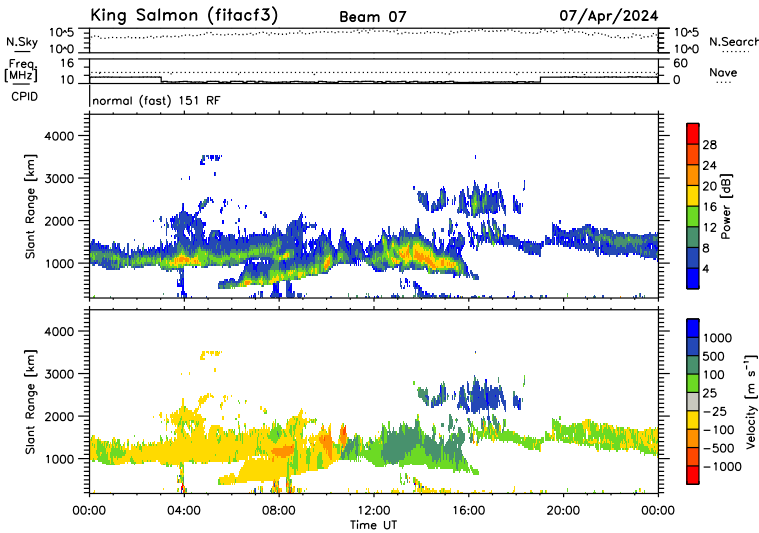 King Salmon (fitacf3) Beam 07 07/Apr/2024
N.Sky 10^5 10^0 10^5 10^0 N.Search
Freq. [MHz] 16 10 60 0 Nave
CPID normal (fast) 151 RF
Slant Range [km] 4000 3000 2000 1000
Power [dB] 28 24 20 16 12 8 4
Slant Range [km] 4000 3000 2000 1000
Velocity [m s^-1] 1000 500 100 25 -25 -100 -500 -1000
00:00 04:00 08:00 12:00 16:00 20:00 00:00
Time UT